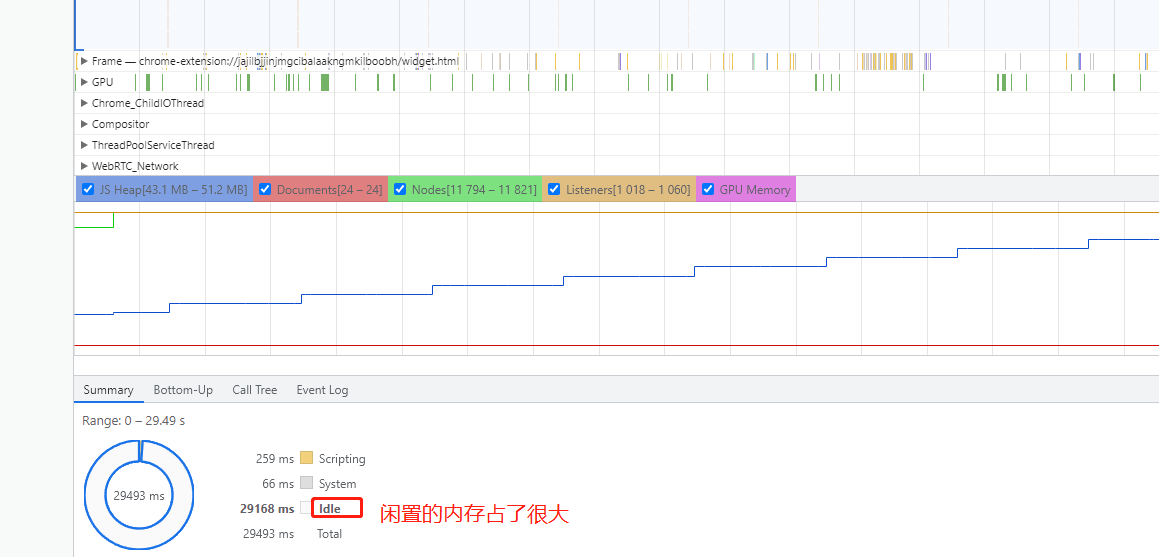 Frame — chrome-extension://jajilbjjinjmgcibalaakngmkilboobh/widget.html
GPU
Chrome_ChildIOThread
Compositor
ThreadPoolServiceThread
WebRTC_Network
JS Heap[43.1 MB – 51.2 MB] Documents[24 – 24] Nodes[11 794 – 11 821] Listeners[1 018 – 1 060] GPU Memory
Summary Bottom-Up Call Tree Event Log
Range: 0 – 29.49 s
259 ms Scripting
66 ms System
29493 ms
29168 ms Idle 闲置的内存占了很大
29493 ms Total